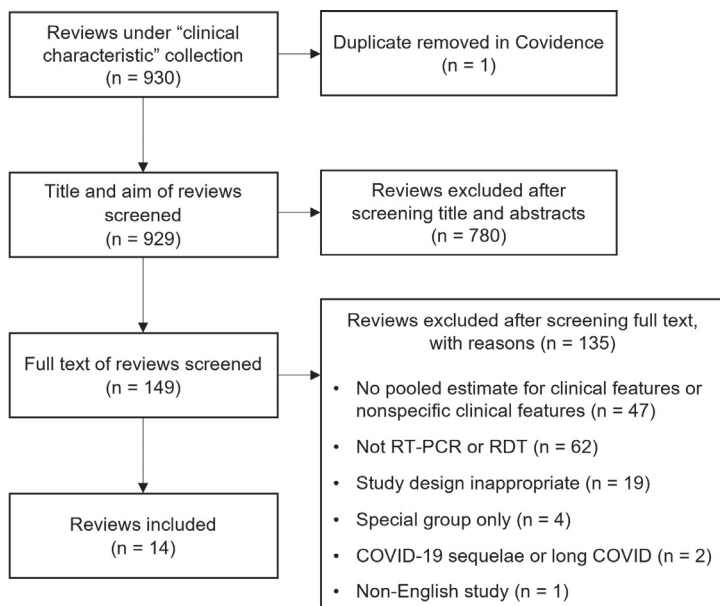 Reviews under “clinical
characteristic” collection
(n = 930)
Duplicate removed in Covidence
(n = 1)
Title and aim of reviews
screened
(n = 929)
Reviews excluded after
screening title and abstracts
(n = 780)
Full text of reviews screened
(n = 149)
Reviews excluded after screening full text,
with reasons (n = 135)
• No pooled estimate for clinical features or
nonspecific clinical features (n = 47)
• Not RT-PCR or RDT (n = 62)
• Study design inappropriate (n = 19)
• Special group only (n = 4)
• COVID-19 sequelae or long COVID (n = 2)
• Non-English study (n = 1)
Reviews included
(n = 14)